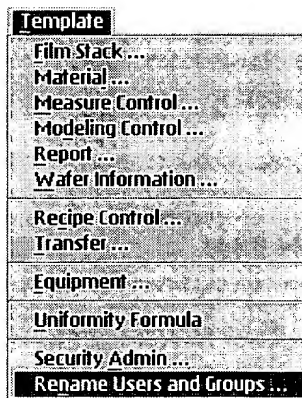 Template
Film Stack ...
Material ...
Measure Control ...
Modeling Control ...
Report ...
Wafer Information ...
Recipe Control ...
Transfer ...
Equipment ...
Uniformity Formula
Security Admin ...
Rename Users and Groups ...